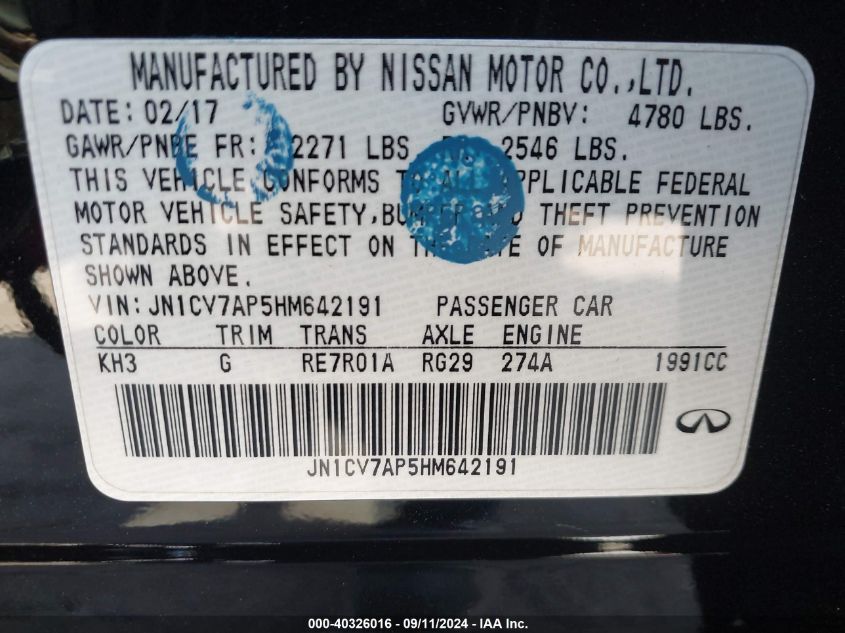 MANUFACTURED BY NISSAN MOTOR CO.,LTD.
DATE: 02/17 GVWR/PNBV: 4780 LBS.
GAWR/PNBE FR: 2271 LBS 2546 LBS.
THIS VEHICLE CONFORMS TO ALL APPLICABLE FEDERAL
MOTOR VEHICLE SAFETY,BUMPER AND THEFT PREVENTION
STANDARDS IN EFFECT ON THE DATE OF MANUFACTURE
SHOWN ABOVE.
VIN:JN1CV7AP5HM642191 PASSENGER CAR
COLOR TRIM TRANS AXLE ENGINE
KH3 G RE7R01A RG29 274A 1991CC
JN1CV7AP5HM642191
000-40326016 - 09/11/2024 - IAA Inc.